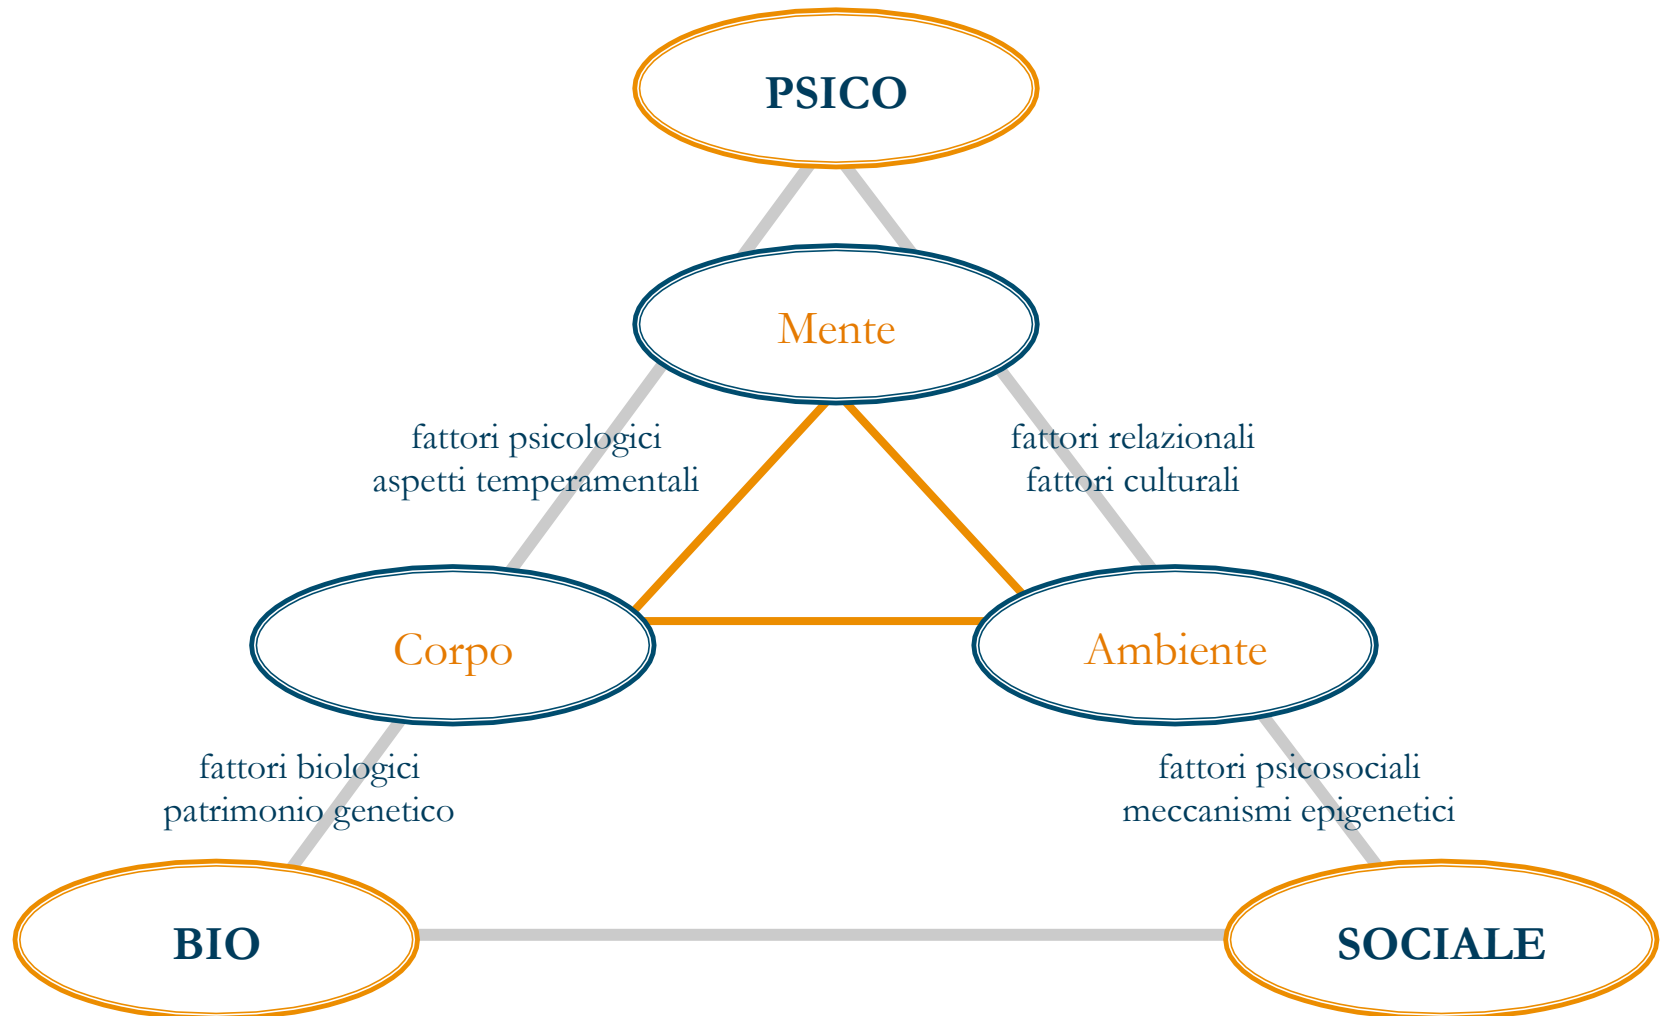 PSICO
Mente
fattori psicologici
aspetti temperamentali
fattori relazionali
fattori culturali
Corpo
Ambiente
fattori biologici
patrimonio genetico
fattori psicosociali
meccanismi epigenetici
BIO
SOCIALE